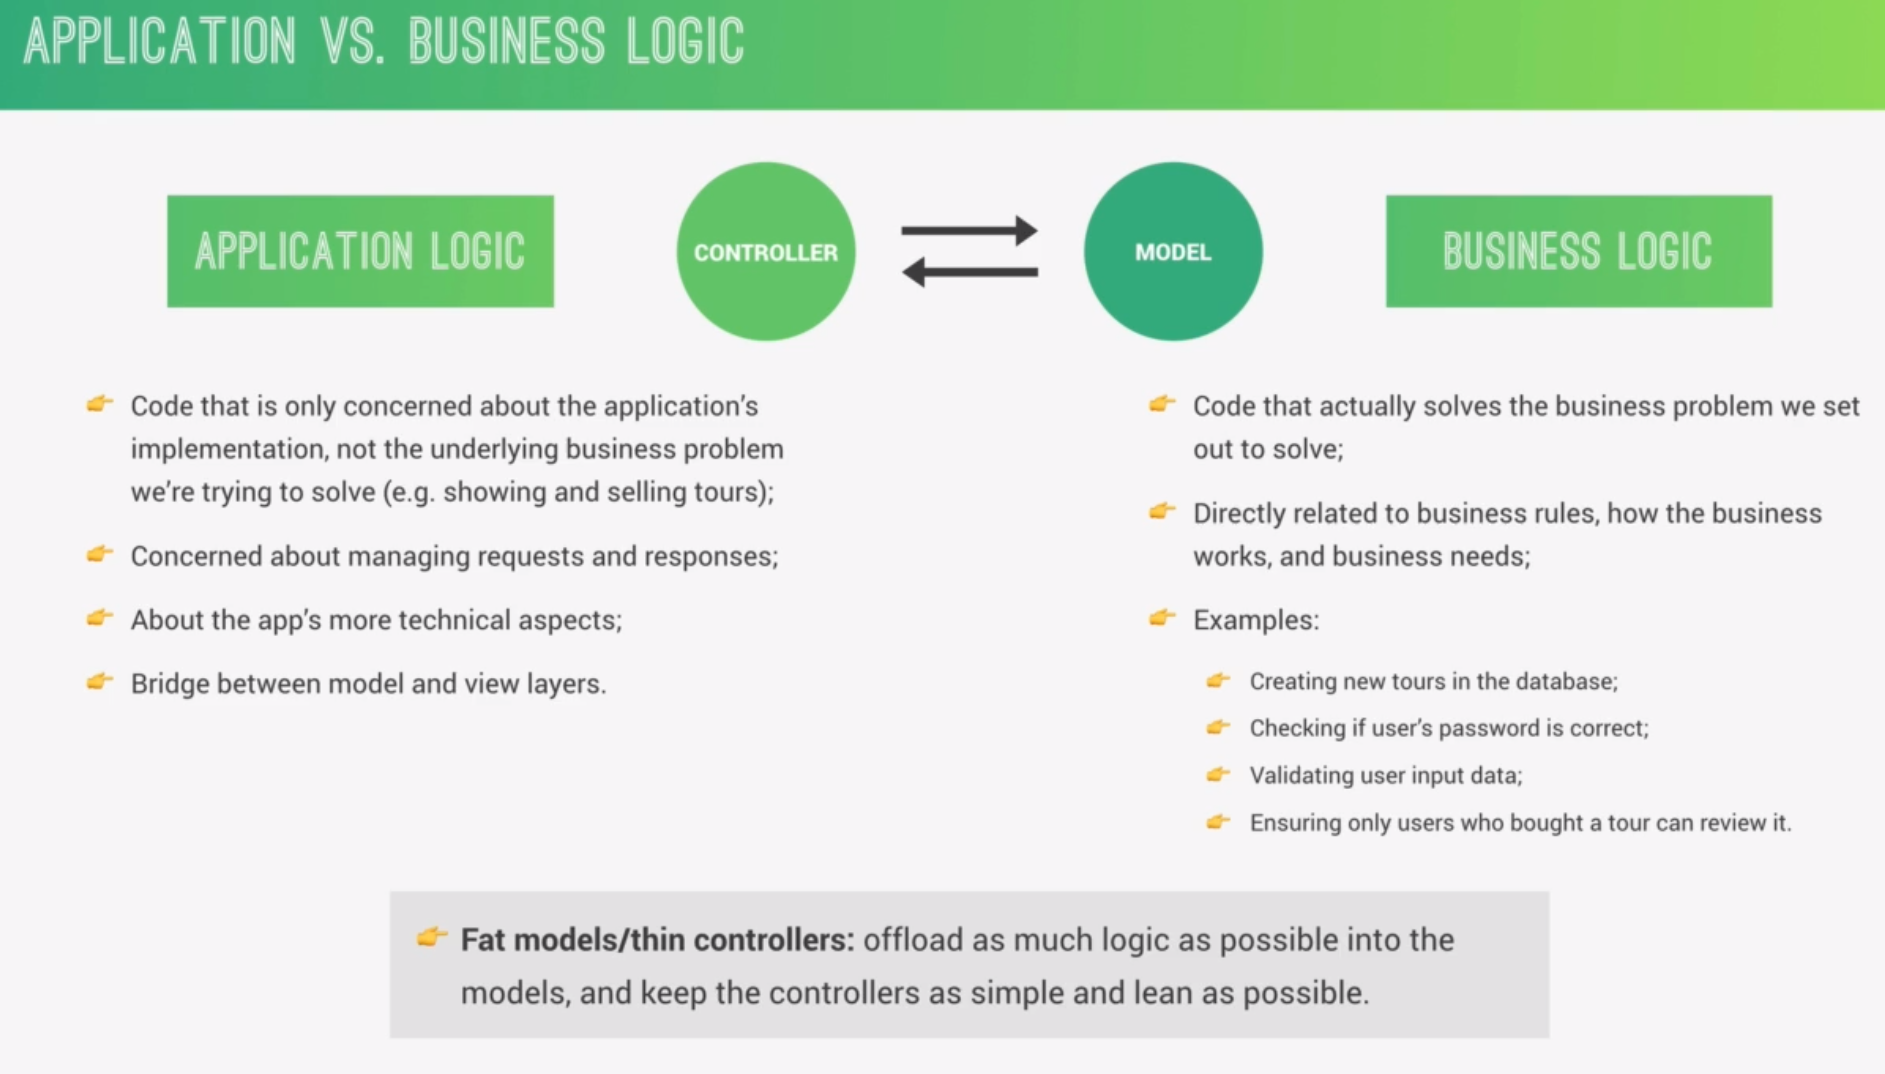 APPLICATION VS. BUSINESS LOGIC
APPLICATION LOGIC
CONTROLLER
MODEL
BUSINESS LOGIC
Code that is only concerned about the application’s
implementation, not the underlying business problem
we’re trying to solve (e.g. showing and selling tours);
Concerned about managing requests and responses;
About the app’s more technical aspects;
Bridge between model and view layers.
Code that actually solves the business problem we set
out to solve;
Directly related to business rules, how the business
works, and business needs;
Examples:
Creating new tours in the database;
Checking if user’s password is correct;
Validating user input data;
Ensuring only users who bought a tour can review it.
Fat models/thin controllers: offload as much logic as possible into the
models, and keep the controllers as simple and lean as possible.